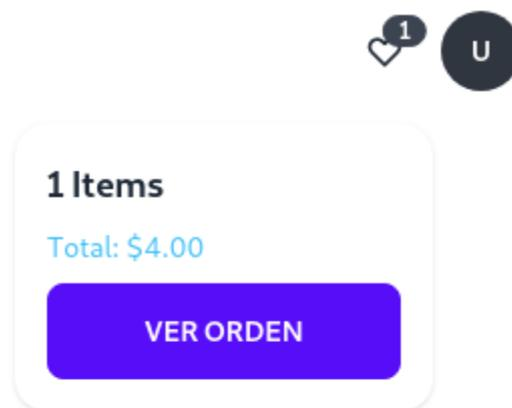 1
U
1 Items
Total: $4.00
VER ORDEN